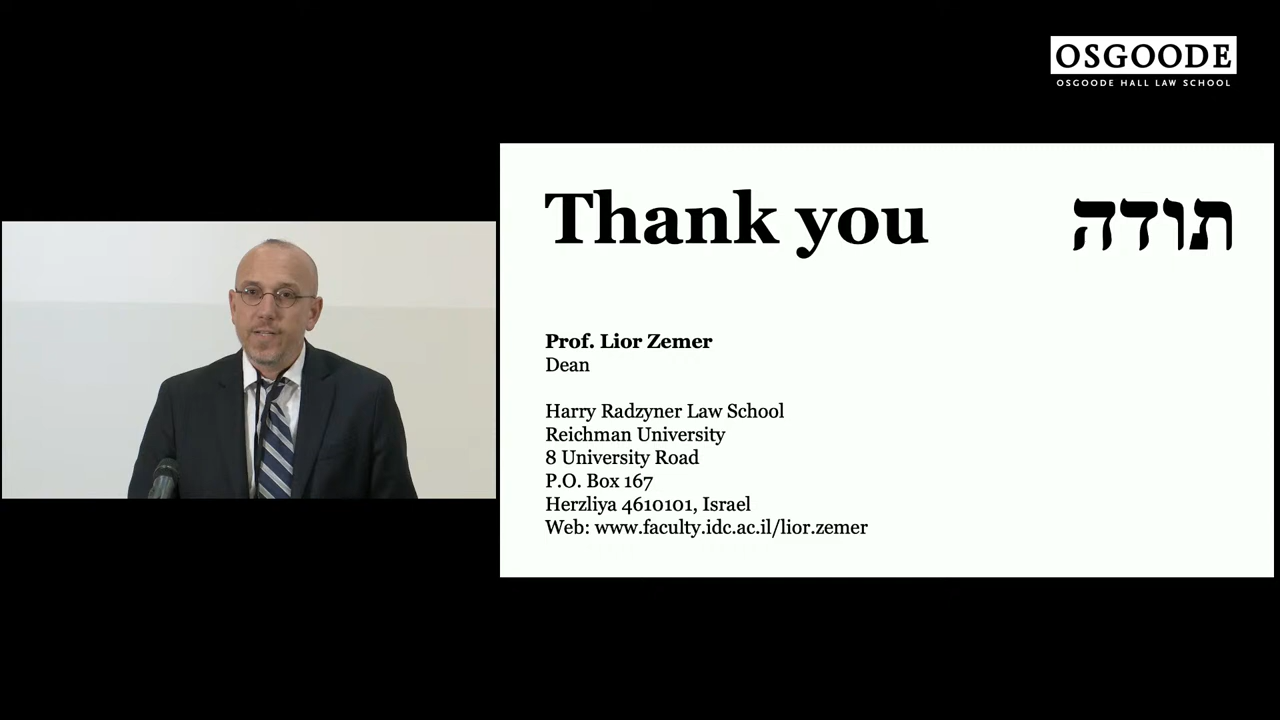 OSGOODE
OSGOODE HALL LAW SCHOOL
Thank you תודה
Prof. Lior Zemer
Dean
Harry Radzyner Law School
Reichman University
8 University Road
P.O. Box 167
Herzliya 4610101, Israel
Web: www.faculty.idc.ac.il/lior.zemer